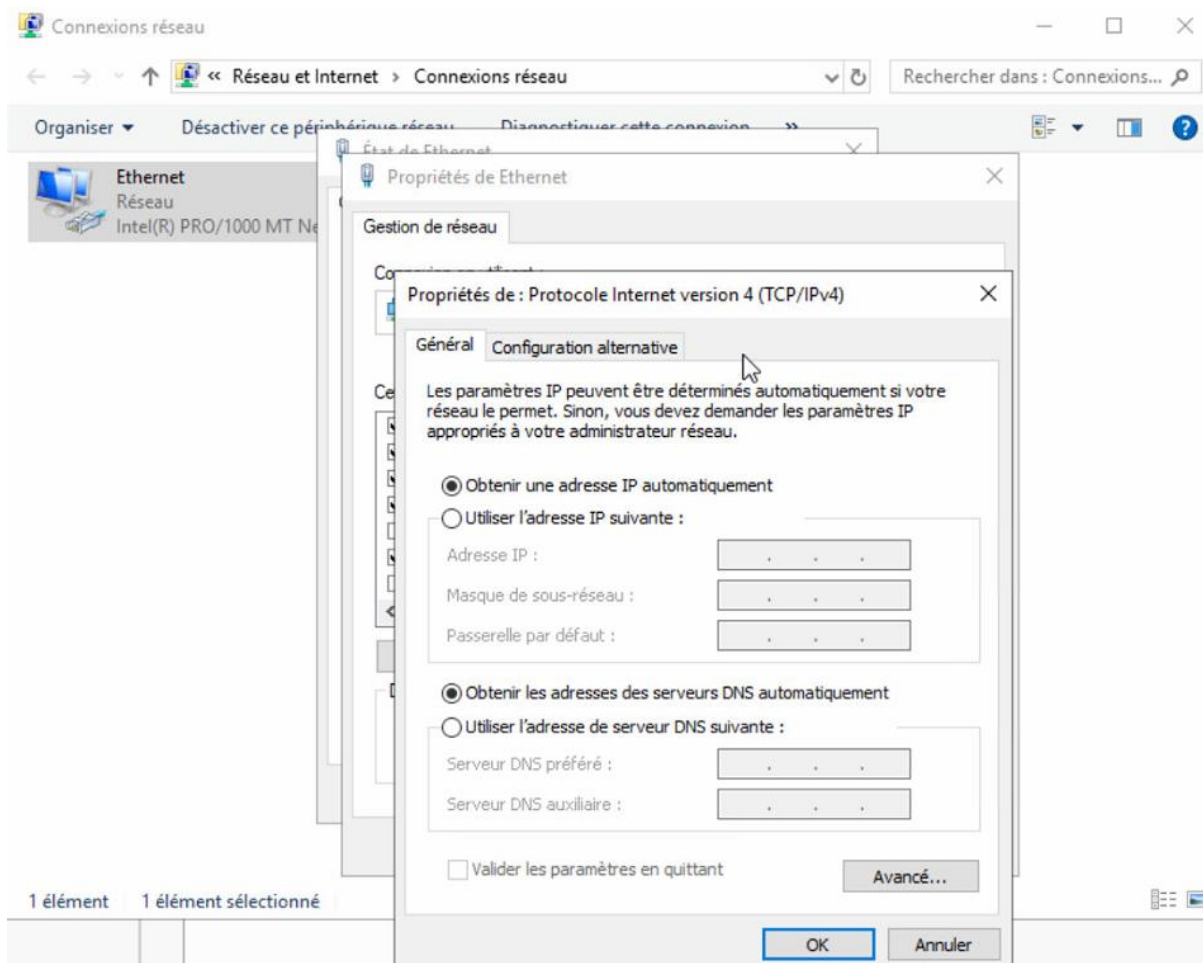 Connexions réseau
« Réseau et Internet > Connexions réseau
Rechercher dans : Connexions...
Organiser
Désactiver ce périphérique réseau
Diagnostiquer cette connexion
»
État de Ethernet
Ethernet
Réseau
Intel(R) PRO/1000 MT Ne
Propriétés de Ethernet
Gestion de réseau
Propriétés de : Protocole Internet version 4 (TCP/IPv4)
Général
Configuration alternative
Ce
Les paramètres IP peuvent être déterminés automatiquement si votre
réseau le permet. Sinon, vous devez demander les paramètres IP
appropriés à votre administrateur réseau.
Obtenir une adresse IP automatiquement
Utiliser l'adresse IP suivante :
Adresse IP :
Masque de sous-réseau :
Passerelle par défaut :
Obtenir les adresses des serveurs DNS automatiquement
Utiliser l'adresse de serveur DNS suivante :
Serveur DNS préféré :
Serveur DNS auxiliaire :
Valider les paramètres en quittant
Avancé...
1 élément
1 élément sélectionné
OK
Annuler